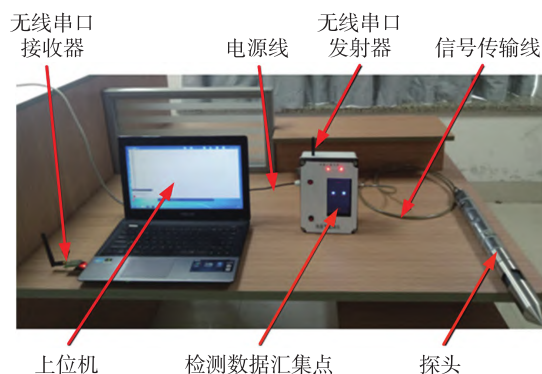 无线串口
接收器
电源线
无线串口
发射器
信号传输线
上位机
检测数据汇集点
探头